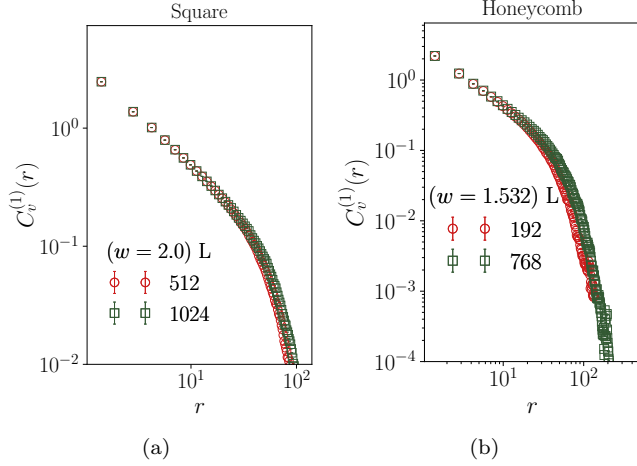 Square
C_v^{(1)}(r)
10^0
10^{-1}
10^{-2}
(w = 2.0) L
512
1024
10^1
10^2
r
(a)
Honeycomb
C_v^{(1)}(r)
10^0
10^{-1}
10^{-2}
10^{-3}
10^{-4}
(w = 1.532) L
192
768
10^1
10^2
r
(b)